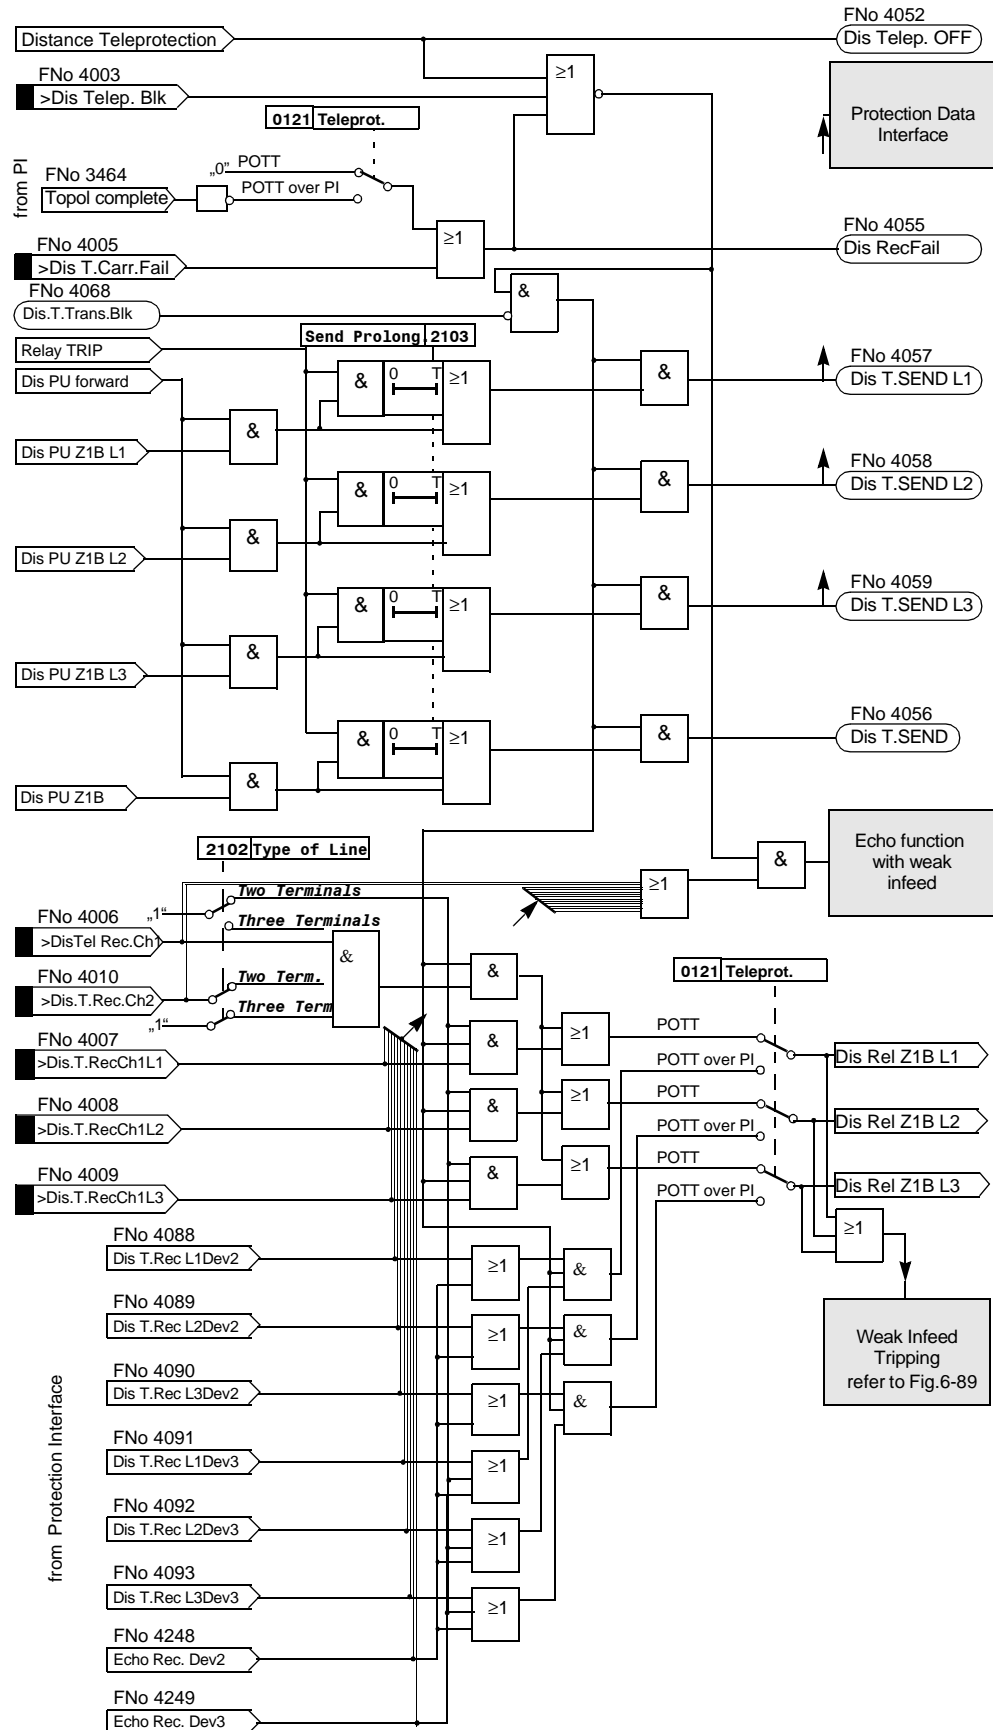 FNo 4052
Distance Teleprotection
Dis Telep. OFF
FNo 4003
≥1
>Dis Telep. Blk
Protection Data
Interface
0121 Teleprot.
from PI
FNo 3464
„0" POTT
POTT over PI
Topol complete
FNo 4055
≥1
Dis RecFail
FNo 4005
>Dis T.Carr.Fail
FNo 4068
&
Dis.T.Trans.Blk
Send Prolong. 2103
Relay TRIP
FNo 4057
Dis PU forward
& 0 T ≥1
&
Dis T.SEND L1
&
Dis PU Z1B L1
FNo 4058
& 0 T ≥1
&
Dis T.SEND L2
&
Dis PU Z1B L2
FNo 4059
& 0 T ≥1
&
Dis T.SEND L3
&
Dis PU Z1B L3
FNo 4056
& 0 T ≥1
&
Dis T.SEND
&
Dis PU Z1B
2102 Type of Line
&
Echo function
with weak
infeed
≥1
Two Terminals
FNo 4006
„1"
Three Terminals
>DisTel Rec.Ch1
&
FNo 4010
Two Term.
&
0121 Teleprot.
>Dis.T.Rec.Ch2
Three Term
„1"
FNo 4007
&
≥1
POTT
>Dis.T.RecCh1L1
Dis Rel Z1B L1
POTT over PI
FNo 4008
&
≥1
POTT
>Dis.T.RecCh1L2
Dis Rel Z1B L2
POTT over PI
FNo 4009
&
≥1
POTT
>Dis.T.RecCh1L3
Dis Rel Z1B L3
POTT over PI
≥1
FNo 4088
Dis T.Rec L1Dev2
≥1
&
FNo 4089
Dis T.Rec L2Dev2
≥1
&
Weak Infeed
Tripping
refer to Fig.6-89
FNo 4090
Dis T.Rec L3Dev2
≥1
&
from Protection Interface
FNo 4091
Dis T.Rec L1Dev3
≥1
FNo 4092
Dis T.Rec L2Dev3
≥1
FNo 4093
Dis T.Rec L3Dev3
≥1
FNo 4248
Echo Rec. Dev2
FNo 4249
Echo Rec. Dev3